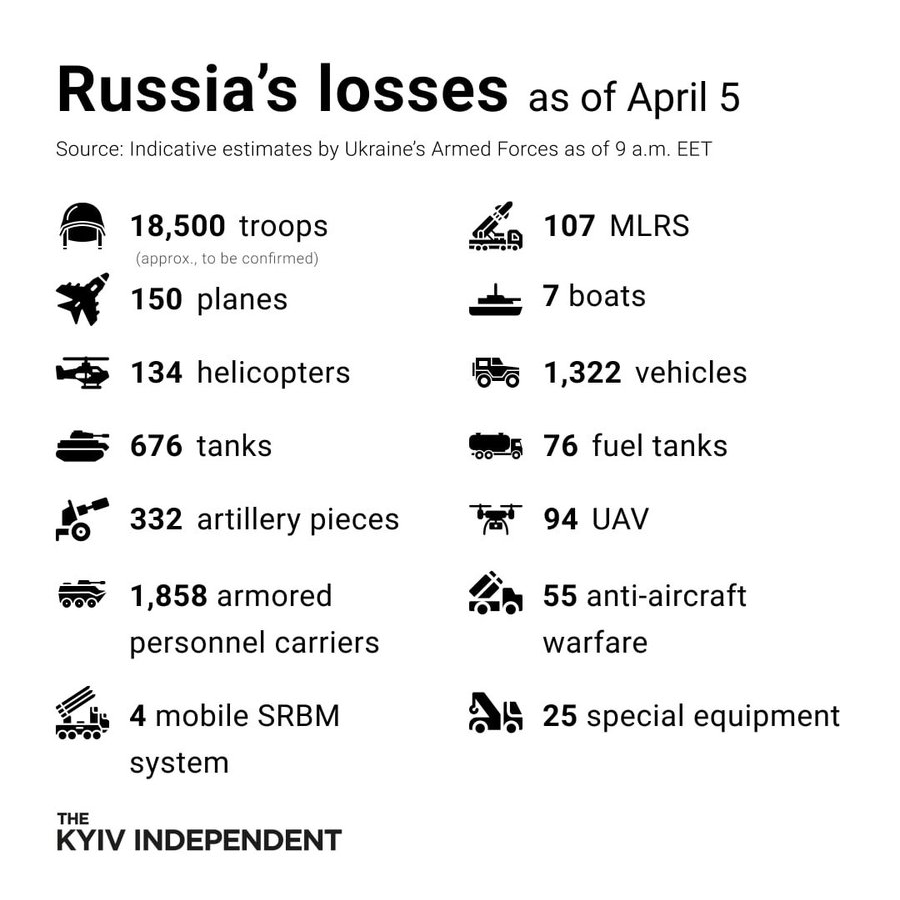 Russia's losses as of April 5
Source: Indicative estimates by Ukraine's Armed Forces as of 9 a.m. EET
18,500 troops
(approx., to be confirmed)
150 planes
134 helicopters
676 tanks
332 artillery pieces
1,858 armored
personnel carriers
4 mobile SRBM
system
107 MLRS
7 boats
1,322 vehicles
76 fuel tanks
94 UAV
55 anti-aircraft
warfare
25 special equipment
THE
KYIV INDEPENDENT